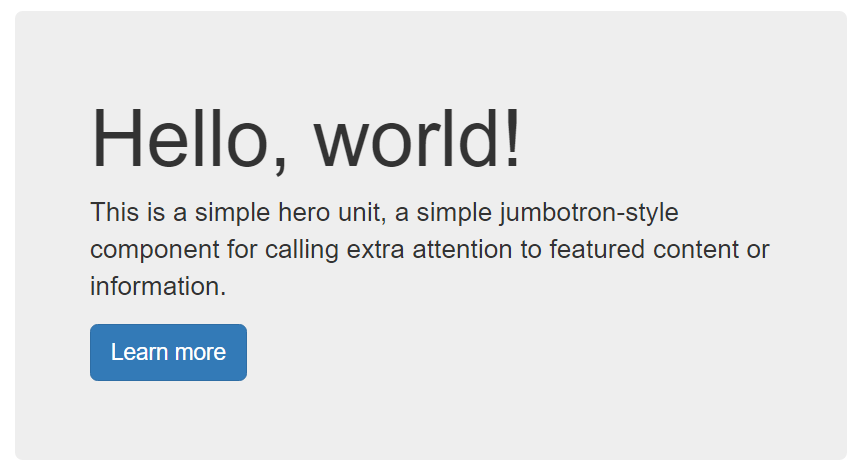 Hello, world!
This is a simple hero unit, a simple jumbotron-style
component for calling extra attention to featured content or
information.
Learn more